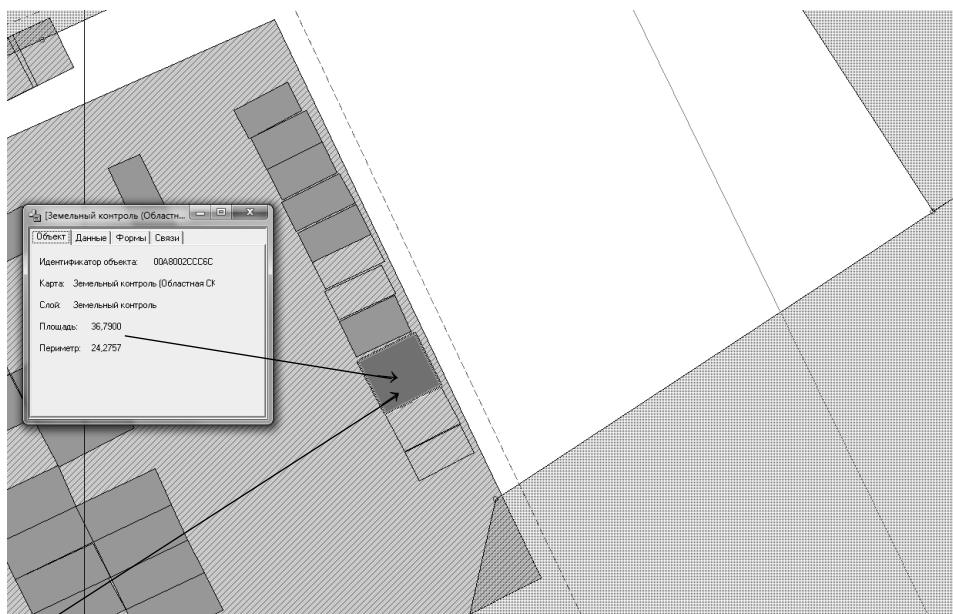 [Земельный контроль (Областн...
Объект Данные Формы Связи
Идентификатор объекта: 00A8002CCC6C
Карта: Земельный контроль (Областная СК
Слой: Земельный контроль
Площадь: 36,7900
Периметр: 24,2757